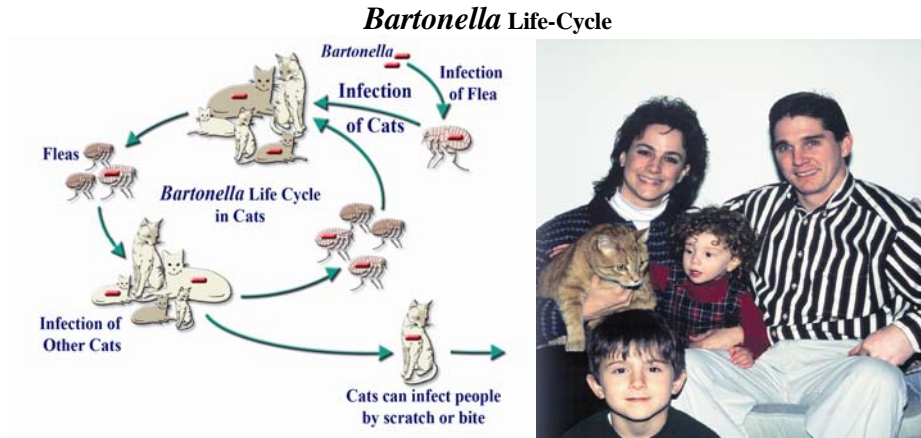 Bartonella Life-Cycle
Bartonella
Infection
of Flea
Infection
of Cats
Fleas
Bartonella Life Cycle
in Cats
Infection of
Other Cats
Cats can infect people
by scratch or bite